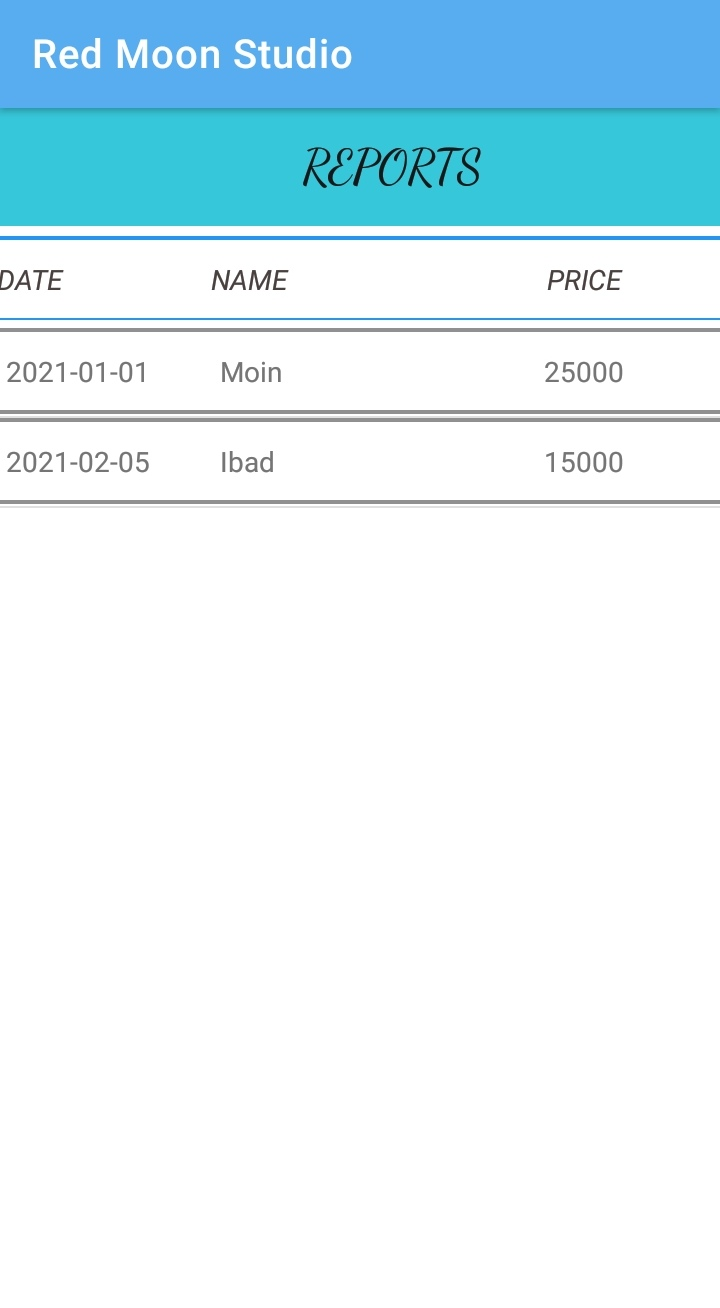 Red Moon Studio
REPORTS
DATE NAME PRICE
2021-01-01 Moin 25000
2021-02-05 Ibad 15000